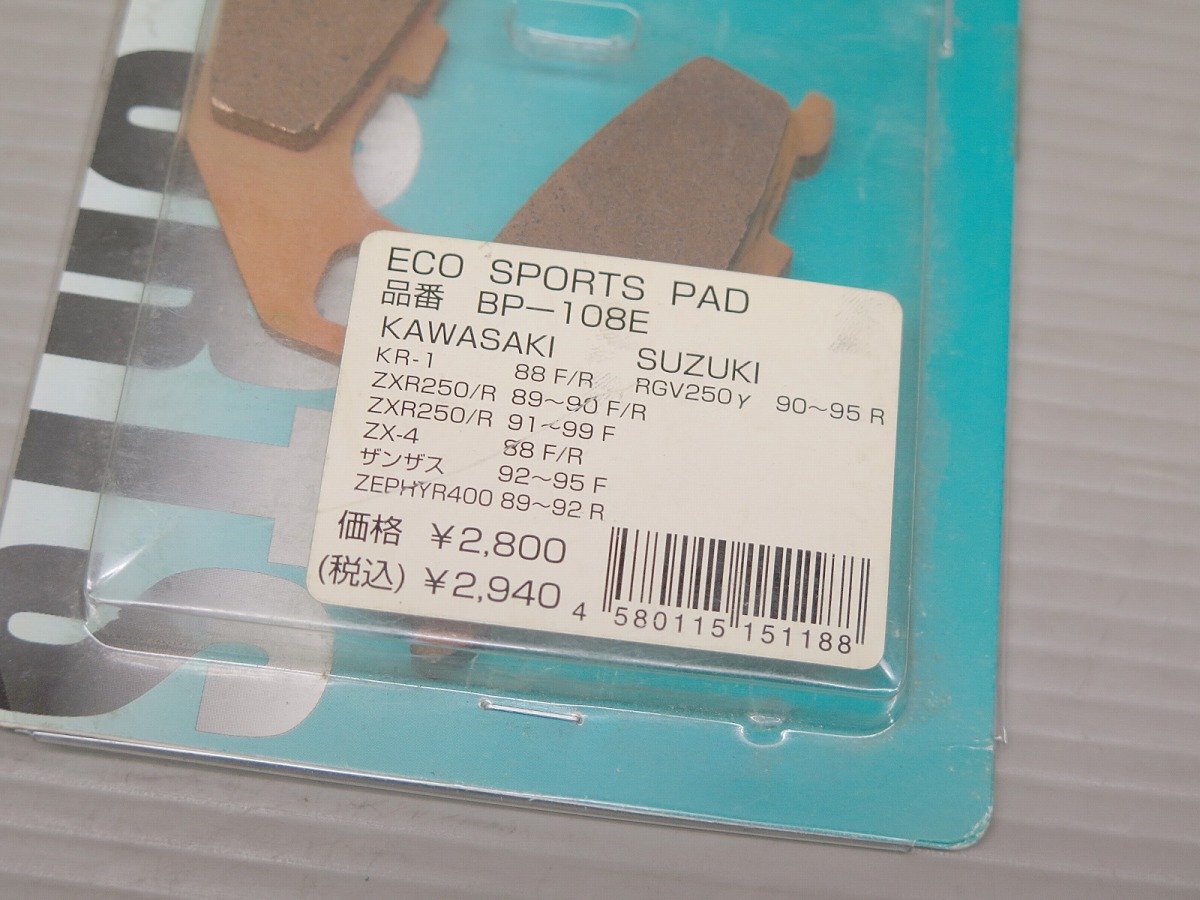 ECO SPORTS PAD
品番 BP－108E
KAWASAKI
KR-1 88 F/R
ZXR250/R 89～90 F/R
ZXR250/R 91～99 F
ZX-4 88 F/R
ザンザス 92～95 F
ZEPHYR400 89～92 R
SUZUKI
RGV250γ 90～95 R
価格 ￥2,800
(税込) ￥2,940
4 580115 151188